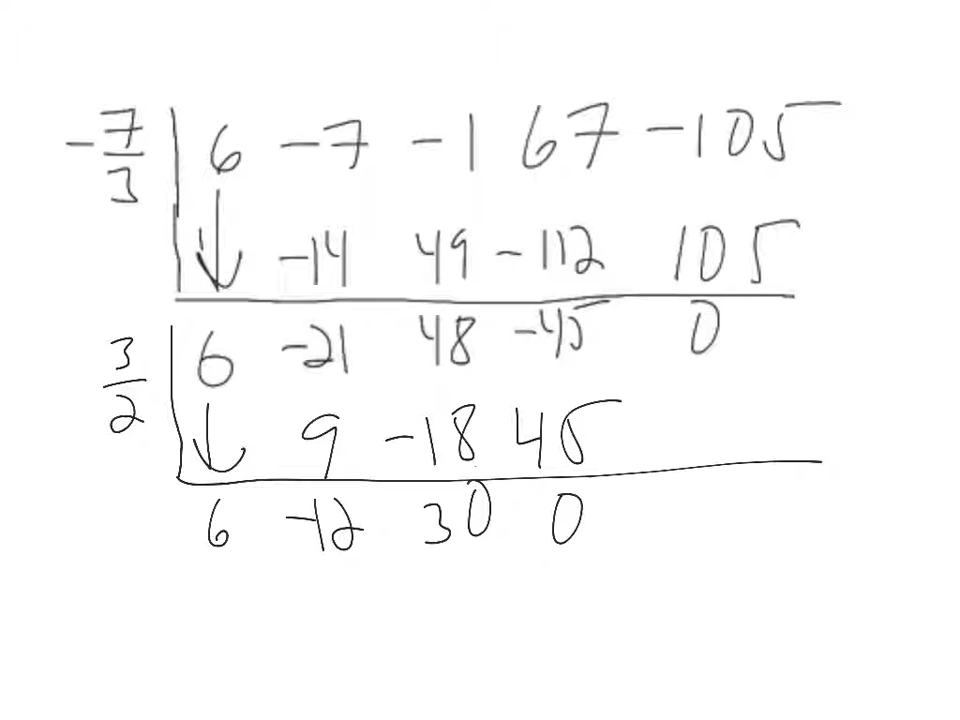 -7/3 | 6 -7 -1 67 -105
↓ -14 49 -112 105
3/2 | 6 -21 48 -45 0
↓ 9 -18 45
6 -12 30 0